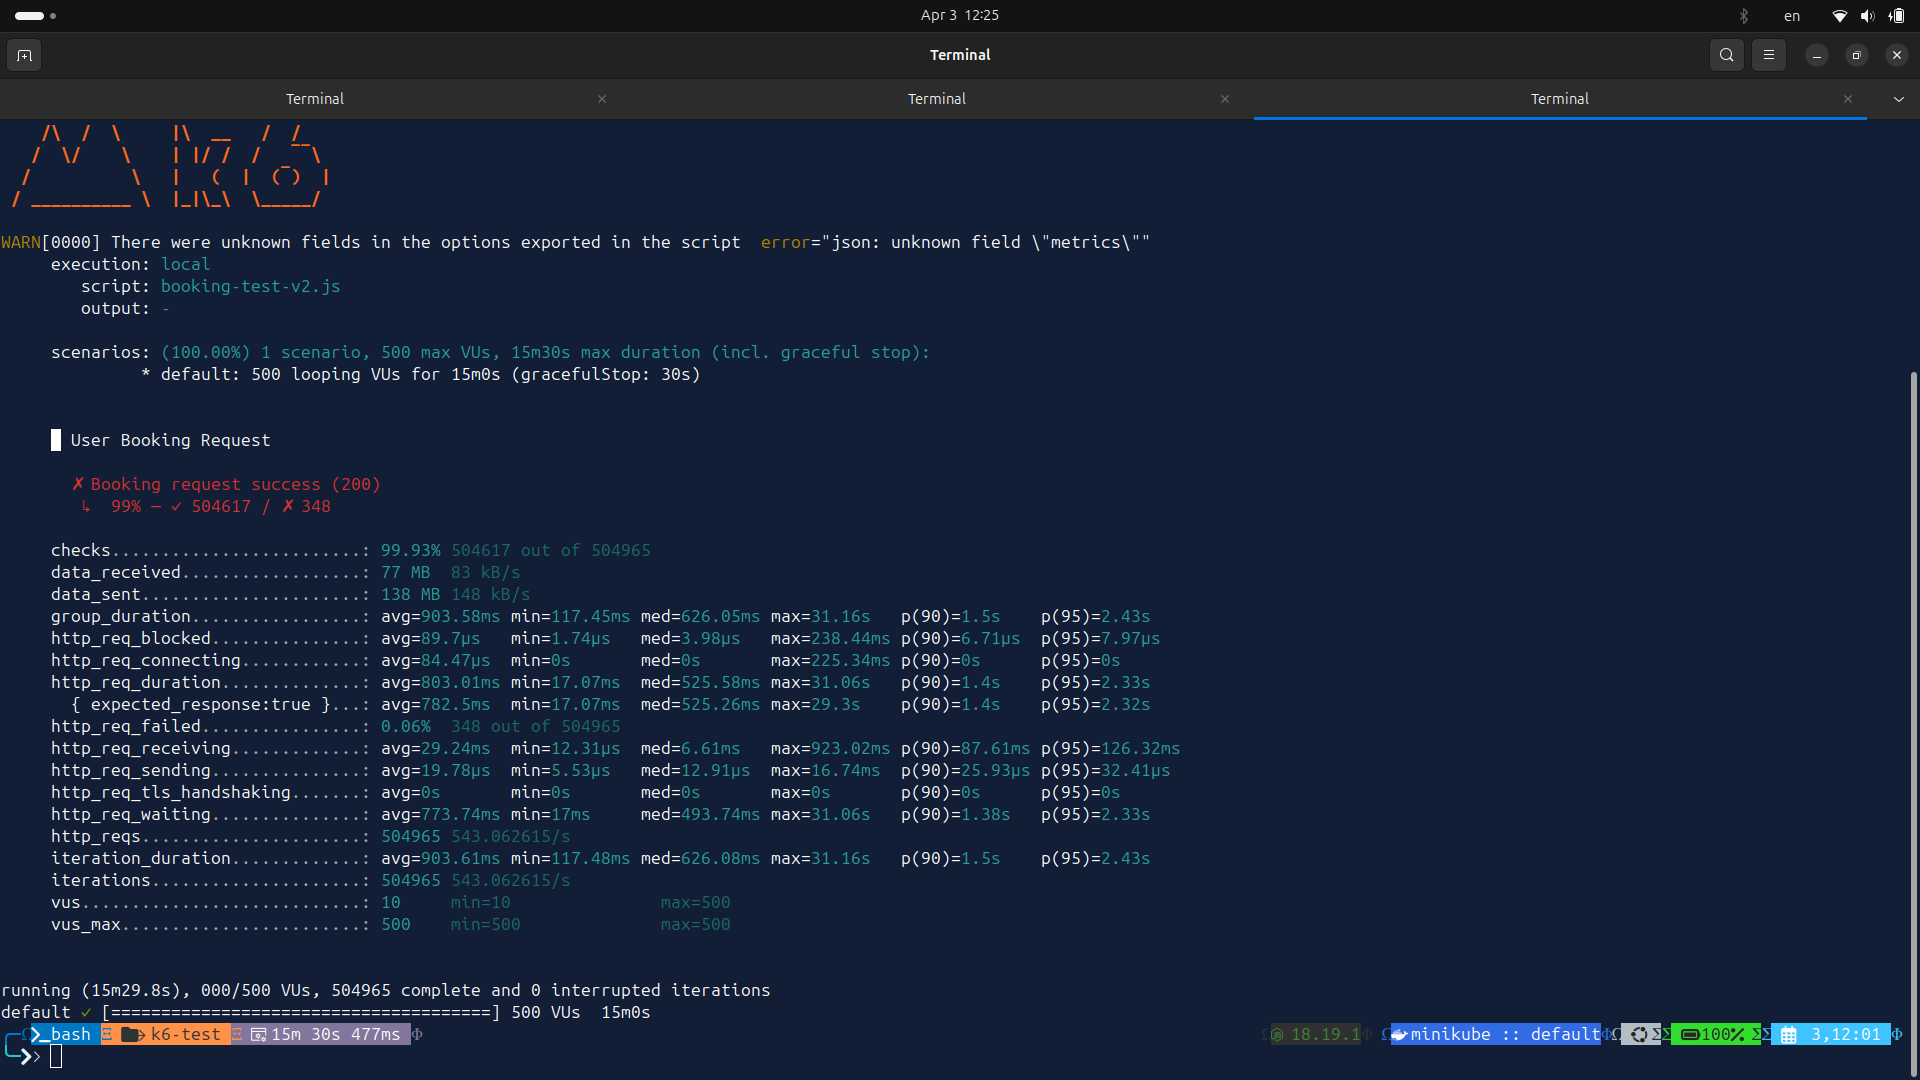 Apr 3 12:25
en
Terminal
Terminal
Terminal
Terminal
/\ / \ |\ __ / /__
/ \/ \ | |/ / / _ \
/ \ | ( | (_) |
/ __________ \ |_|\_\ \_____/
WARN[0000] There were unknown fields in the options exported in the script  error="json: unknown field \"metrics\""
execution: local
script: booking-test-v2.js
output: -
scenarios: (100.00%) 1 scenario, 500 max VUs, 15m30s max duration (incl. graceful stop):
* default: 500 looping VUs for 15m0s (gracefulStop: 30s)
█ User Booking Request
✗ Booking request success (200)
↳  99% — ✓ 504617 / ✗ 348
checks.........................: 99.93% 504617 out of 504965
data_received..................: 77 MB  83 kB/s
data_sent......................: 138 MB 148 kB/s
group_duration.................: avg=903.58ms min=117.45ms med=626.05ms max=31.16s   p(90)=1.5s    p(95)=2.43s
http_req_blocked...............: avg=89.7µs   min=1.74µs   med=3.98µs   max=238.44ms p(90)=6.71µs  p(95)=7.97µs
http_req_connecting............: avg=84.47µs  min=0s       med=0s       max=225.34ms p(90)=0s      p(95)=0s
http_req_duration..............: avg=803.01ms min=17.07ms  med=525.58ms max=31.06s   p(90)=1.4s    p(95)=2.33s
{ expected_response:true }...: avg=782.5ms  min=17.07ms  med=525.26ms max=29.3s    p(90)=1.4s    p(95)=2.32s
http_req_failed................: 0.06%  348 out of 504965
http_req_receiving.............: avg=29.24ms  min=12.31µs  med=6.61ms   max=923.02ms p(90)=87.61ms p(95)=126.32ms
http_req_sending...............: avg=19.78µs  min=5.53µs   med=12.91µs  max=16.74ms  p(90)=25.93µs p(95)=32.41µs
http_req_tls_handshaking.......: avg=0s       min=0s       med=0s       max=0s       p(90)=0s      p(95)=0s
http_req_waiting...............: avg=773.74ms min=17ms     med=493.74ms max=31.06s   p(90)=1.38s   p(95)=2.33s
http_reqs......................: 504965 543.062615/s
iteration_duration.............: avg=903.61ms min=117.48ms med=626.08ms max=31.16s   p(90)=1.5s    p(95)=2.43s
iterations.....................: 504965 543.062615/s
vus............................: 10     min=10               max=500
vus_max........................: 500    min=500              max=500
running (15m29.8s), 000/500 VUs, 504965 complete and 0 interrupted iterations
default ✓ [======================================] 500 VUs  15m0s
Ω >_bash Ξ k6-test Ξ 15m 30s 477ms Φ Ω 18.19.1 Φ Ω minikube :: default Φ Ω ΣΣ 100% ΣΣ 3,12:01 Φ